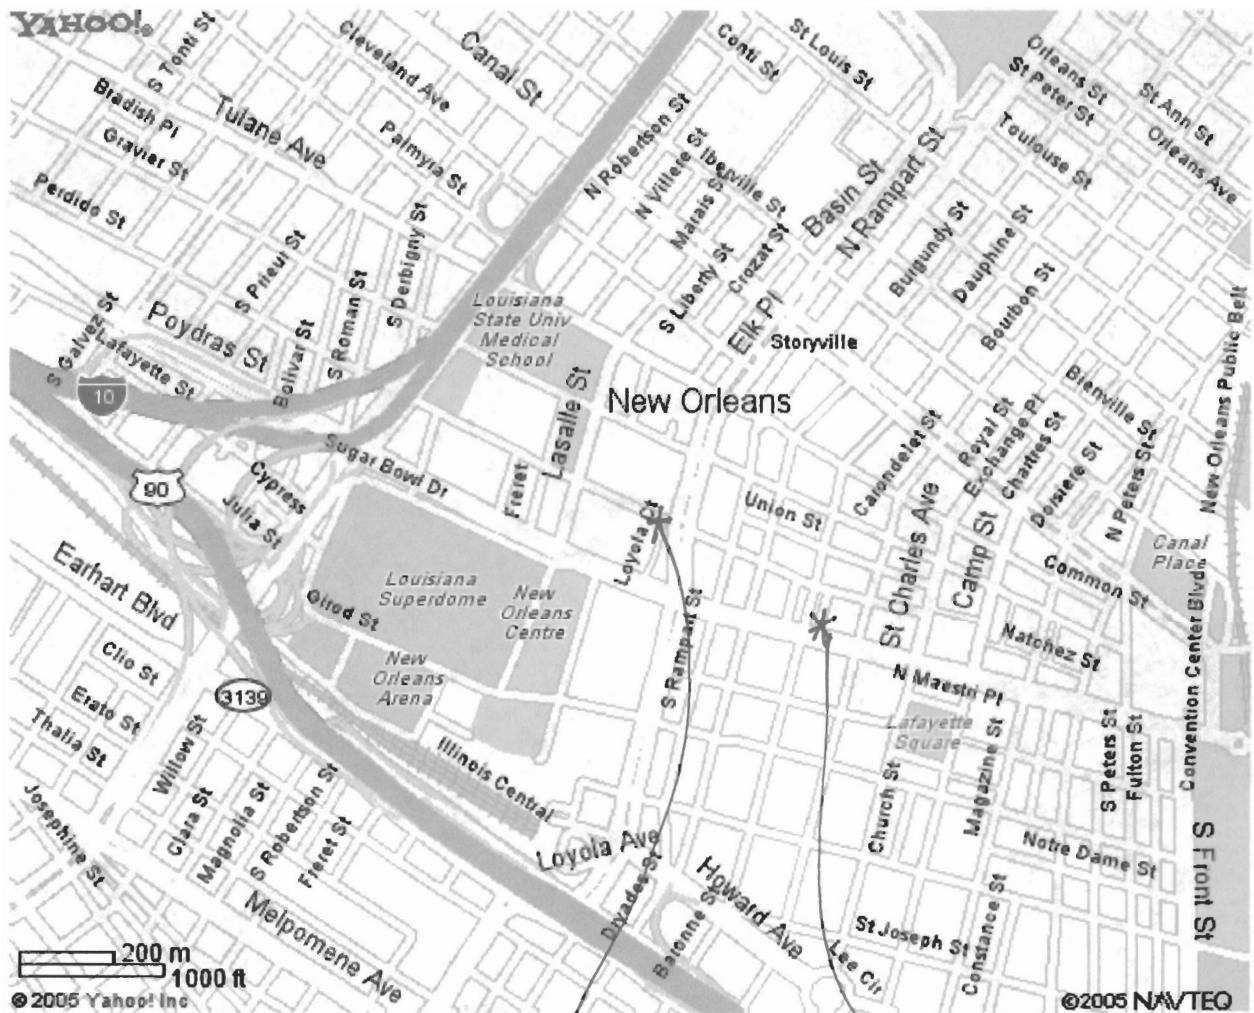 YAHOO!
S Tonti St
Cleveland Ave
Canal St
Conti St
St Louis St
Orleans St
St Peter St
St Ann St
Orleans Ave
Bradish Pl
Tulane Ave
Gravier St
Palmyra St
N Robertson St
N Villere St
Iberville St
Marais St
Basin St
N Rampart St
Toulouse St
Perdido St
S Prieur St
S Derbigny St
S Roman St
Crozat St
S Liberty St
Burgundy St
Dauphine St
Bourbon St
S Galvez St
Poydras St
Lafayette St
Bolivar St
Louisiana
State Univ
Medical
School
Elk Pl
Storyville
New Orleans Public Belt
10
Lasalle St
New Orleans
Bienville St
Royal St
Exchange Pl
Chartres St
Carondelet St
Dorsiere St
N Peters St
90
Sugar Bowl Dr
Cypress
Julia St
Freret
Union St
St Charles Ave
Camp St
Canal
Place
Loyola Ct
Earhart Blvd
Louisiana
Superdome
New
Orleans
Centre
Common St
Girod St
Natchez St
Convention Center Blvd
Clio St
New
Orleans
Arena
S Rampart St
N Maestri Pl
3139
Erato St
Thalia St
Willow St
Lafayette
Square
Magazine St
S Peters St
Fulton St
Illinois Central
Church St
Josephine St
Clara St
Magnolia St
S Robertson St
Freret St
Loyola Ave
Notre Dame St
S Front St
Dryades St
Howard Ave
Baronne St
Melpomene Ave
St Joseph St
Constance St
Lee Cir
200 m
1000 ft
©2005 Yahoo! Inc
©2005 NAVTEQ